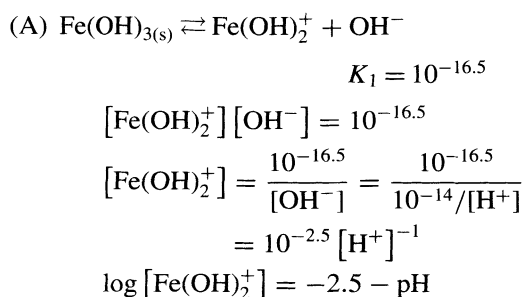 (A) Fe(OH)₃₍ₛ₎ ⇄ Fe(OH)₂⁺ + OH⁻
K₁ = 10⁻¹⁶·⁵
[Fe(OH)₂⁺][OH⁻] = 10⁻¹⁶·⁵
[Fe(OH)₂⁺] = 10⁻¹⁶·⁵/[OH⁻] = 10⁻¹⁶·⁵/(10⁻¹⁴/[H⁺])
= 10⁻²·⁵ [H⁺]⁻¹
log [Fe(OH)₂⁺] = −2.5 − pH